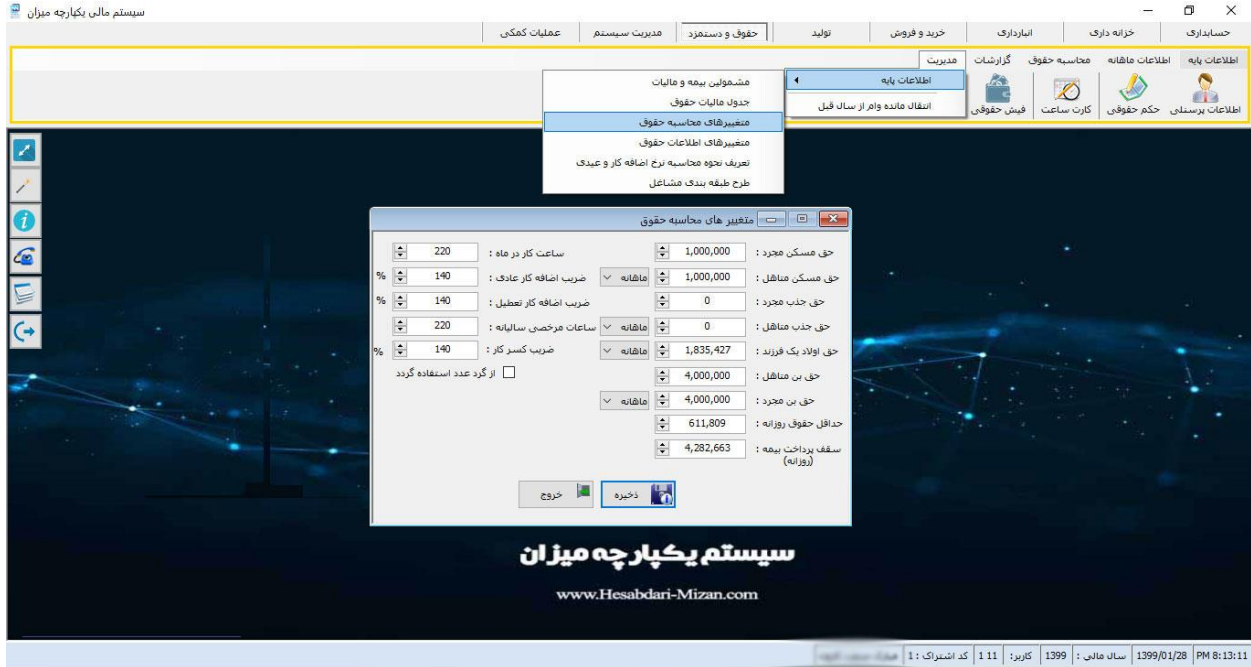 سیستم مالی یکپارچه میزان
حسابداری خزانه داری انبارداری خرید و فروش تولید حقوق و دستمزد مدیریت سیستم عملیات کمکی
اطلاعات پایه اطلاعات ماهانه محاسبه حقوق گزارشات مدیریت
اطلاعات پرسنلی حکم حقوقی کارت ساعت فیش حقوقی
اطلاعات پایه
انتقال مانده وام از سال قبل
مشمولین بیمه و مالیات
جدول مالیات حقوق
متغییرهای محاسبه حقوق
متغییرهای اطلاعات حقوق
تعریف نحوه محاسبه نرخ اضافه کار و عیدی
طرح طبقه بندی مشاغل
متغییر های محاسبه حقوق
حق مسکن مجرد : 1,000,000 ساعت کار در ماه : 220
حق مسکن متاهل : 1,000,000 ماهانه ضریب اضافه کار عادی : 140 %
حق جذب مجرد : 0 ضریب اضافه کار تعطیل : 140 %
حق جذب متاهل : 0 ماهانه ساعات مرخصی سالیانه : 220
حق اولاد یک فرزند : 1,835,427 ماهانه ضریب کسر کار : 140 %
حق بن متاهل : 4,000,000 از گرد عدد استفاده گردد
حق بن مجرد : 4,000,000 ماهانه
حداقل حقوق روزانه : 611,809
سقف پرداخت بیمه : 4,282,663
(روزانه)
ذخیره خروج
سیستم یکپارچه میزان
www.Hesabdari-Mizan.com
PM 8:13:11 1399/01/28 سال مالی : 1399 کاربر: 11 1 کد اشتراک : 1